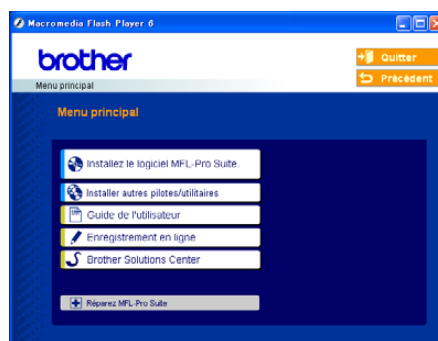 Macromedia Flash Player 6
brother
Quitter
Précédent
Menu principal
Menu principal
Installez le logiciel MFL-Pro Suite.
Installer autres pilotes/utilitaires
Guide de l'utilisateur
Enregistrement en ligne
Brother Solutions Center
Réparez MFL-Pro Suite